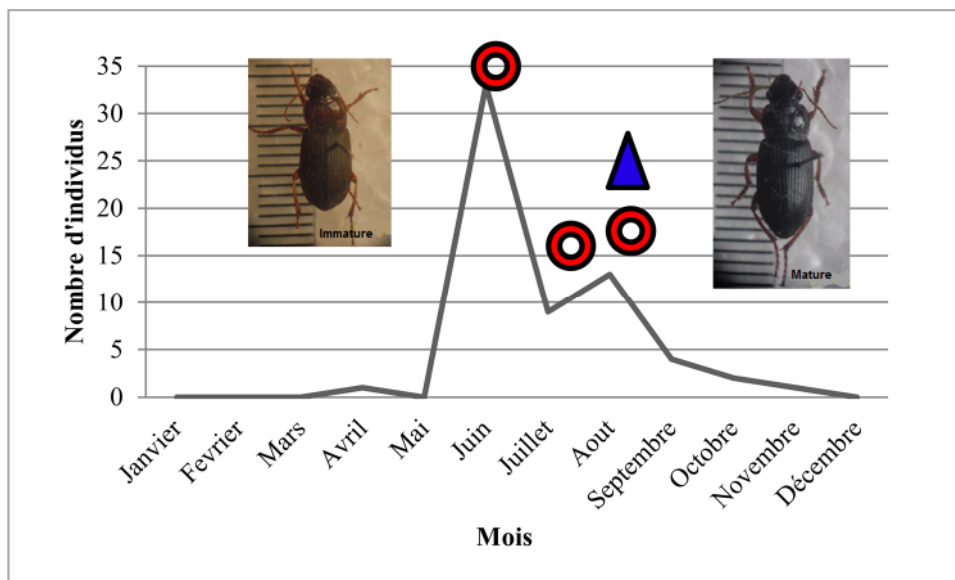 Nombre d'individus
35
30
25
20
15
10
5
0
Immature
Mature
Janvier
Fevrier
Mars
Avril
Mai
Juin
Juillet
Aout
Septembre
Octobre
Novembre
Décembre
Mois